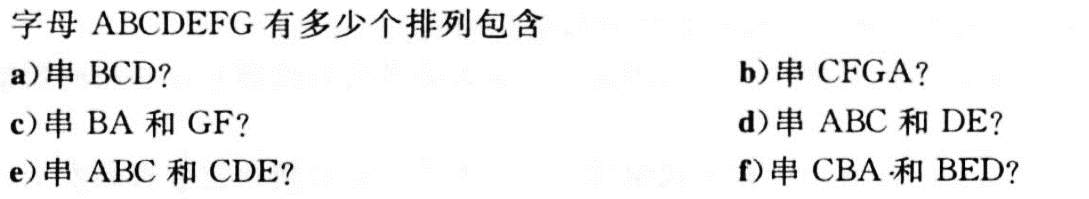 字母 ABCDEFG 有多少个排列包含
a)串 BCD?
b)串 CFGA?
c)串 BA 和 GF?
d)串 ABC 和 DE?
e)串 ABC 和 CDE?
f)串 CBA 和 BED?